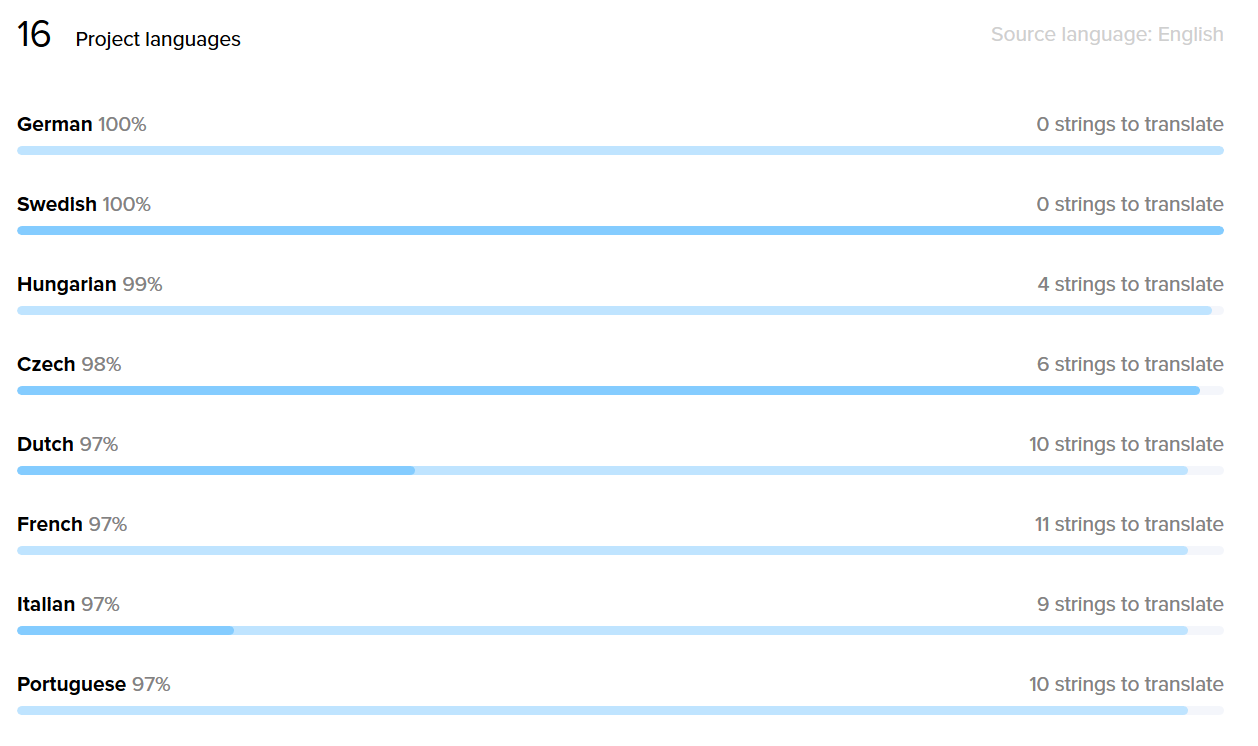 16 Project languages Source language: English
German 100% 0 strings to translate
Swedish 100% 0 strings to translate
Hungarian 99% 4 strings to translate
Czech 98% 6 strings to translate
Dutch 97% 10 strings to translate
French 97% 11 strings to translate
Italian 97% 9 strings to translate
Portuguese 97% 10 strings to translate